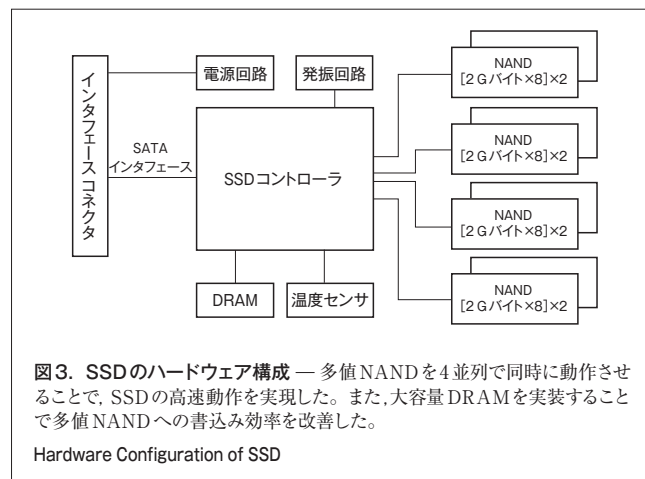 インタフェース コネクタ
電源回路
発振回路
SATA
インタフェース
SSDコントローラ
DRAM
温度センサ
NAND
[2 Gバイト×8]×2
NAND
[2 Gバイト×8]×2
NAND
[2 Gバイト×8]×2
NAND
[2 Gバイト×8]×2
図3. SSDのハードウェア構成 ― 多値NANDを4並列で同時に動作させ
ることで，SSDの高速動作を実現した。また，大容量DRAMを実装すること
で多値NANDへの書込み効率を改善した。
Hardware Configuration of SSD